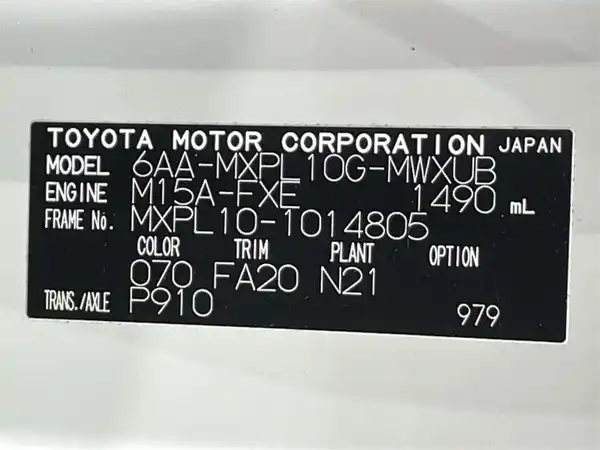 TOYOTA MOTOR CORPORATION JAPAN
MODEL 6AA-MXPL10G-MWXUB
ENGINE M15A-FXE 1490 mL
FRAME No. MXPL10-1014805
COLOR TRIM PLANT OPTION
070 FA20 N21
TRANS./AXLE P910 979